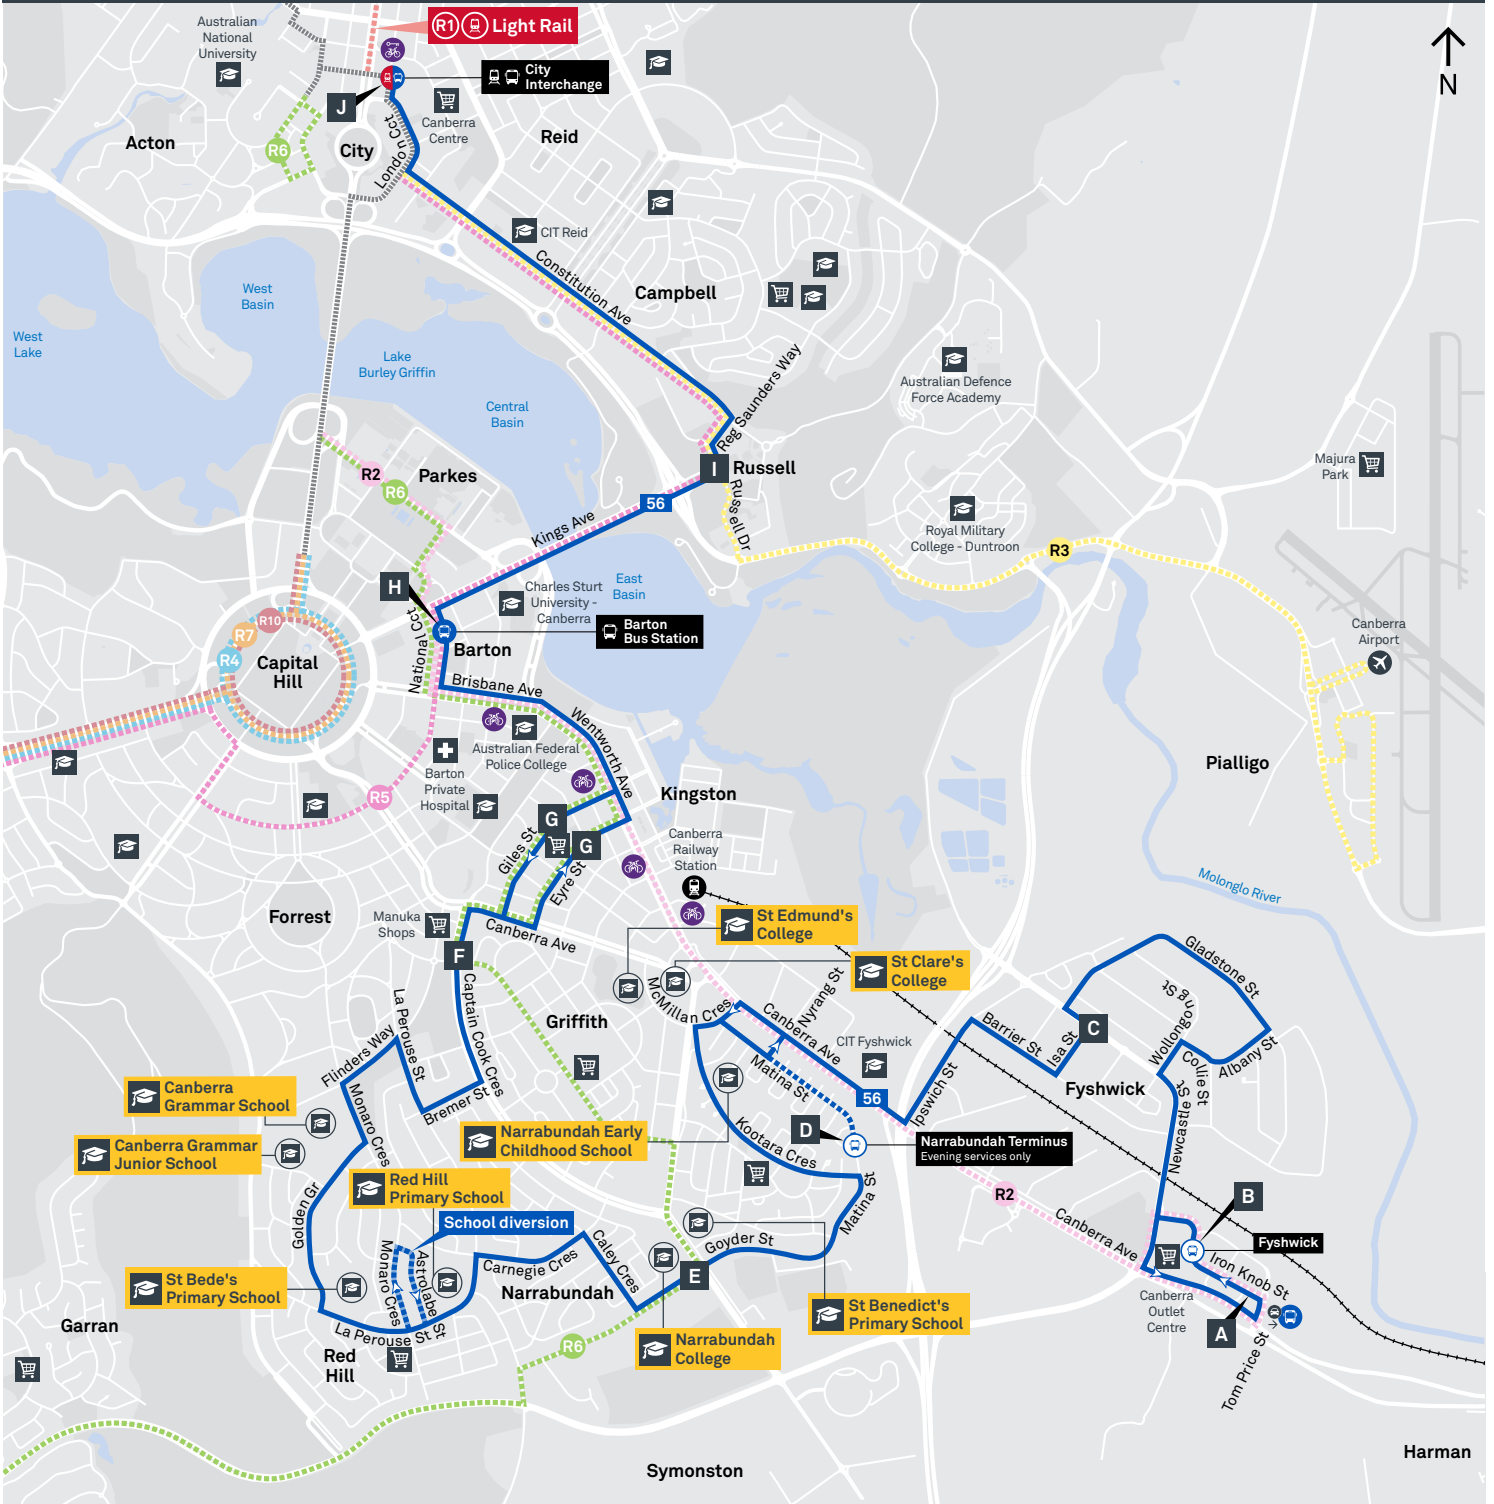 Australian
National
University
R1
Light Rail
City
Interchange
N
J
London Cct
Canberra
Centre
Reid
Acton
City
R6
CIT Reid
Constitution Ave
Campbell
West
Basin
West
Lake
Lake
Burley Griffin
Central
Basin
Reg Saunders Way
Australian Defence
Force Academy
Majura
Park
R2
R6
Parkes
I
Russell
56
Russell Dr
Kings Ave
Royal Military
College - Duntroon
R3
H
National Cct
Charles Sturt
University -
Canberra
East
Basin
Barton
Bus Station
Barton
R10
R7
R4
Capital
Hill
Canberra
Airport
Brisbane Ave
Wentworth Ave
Australian Federal
Police College
Barton
Private
Hospital
R5
Pialligo
Kingston
G
G
Giles St
Eyre St
Canberra
Railway
Station
Molonglo River
Forrest
Manuka
Shops
Canberra Ave
F
St Edmund's
College
St Clare's
College
Gladstone St
Captain Cook Cres
La Perouse St
McMillan Cres
Nyrang St
Canberra Ave
CIT Fyshwick
Barrier St
Isa St
C
Wollongong St
Collie St
Albany St
Griffith
Flinders Way
Monaro Cres
Bremer St
Matina St
56
Ipswich St
Fyshwick
Newcastle St
Canberra
Grammar School
Canberra Grammar
Junior School
Narrabundah Early
Childhood School
Kootara Cres
D
Narrabundah Terminus
Evening services only
Red Hill
Primary School
School diversion
R2
Canberra Ave
B
Fyshwick
Golden Gr
Monaro Cres
Astrolabe St
Carnegie Cres
Caley Cres
Goyder St
Matina St
Iron Knob St
E
Narrabundah
St Bede's
Primary School
Canberra
Outlet
Centre
A
Tom Price St
St Benedict's
Primary School
Garran
La Perouse St
Red
Hill
R6
Narrabundah
College
Symonston
Harman